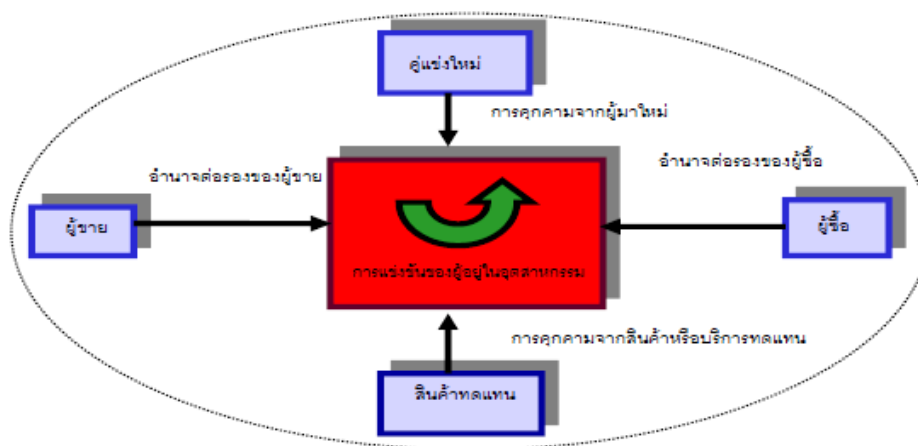 คู่แข่งใหม่
การคุกคามจากผู้มาใหม่
อำนาจต่อรองของผู้ขาย
อำนาจต่อรองของผู้ซื้อ
ผู้ขาย
ผู้ซื้อ
การแข่งขันของผู้อยู่ในอุตสาหกรรม
การคุกคามจากสินค้าหรือบริการทดแทน
สินค้าทดแทน